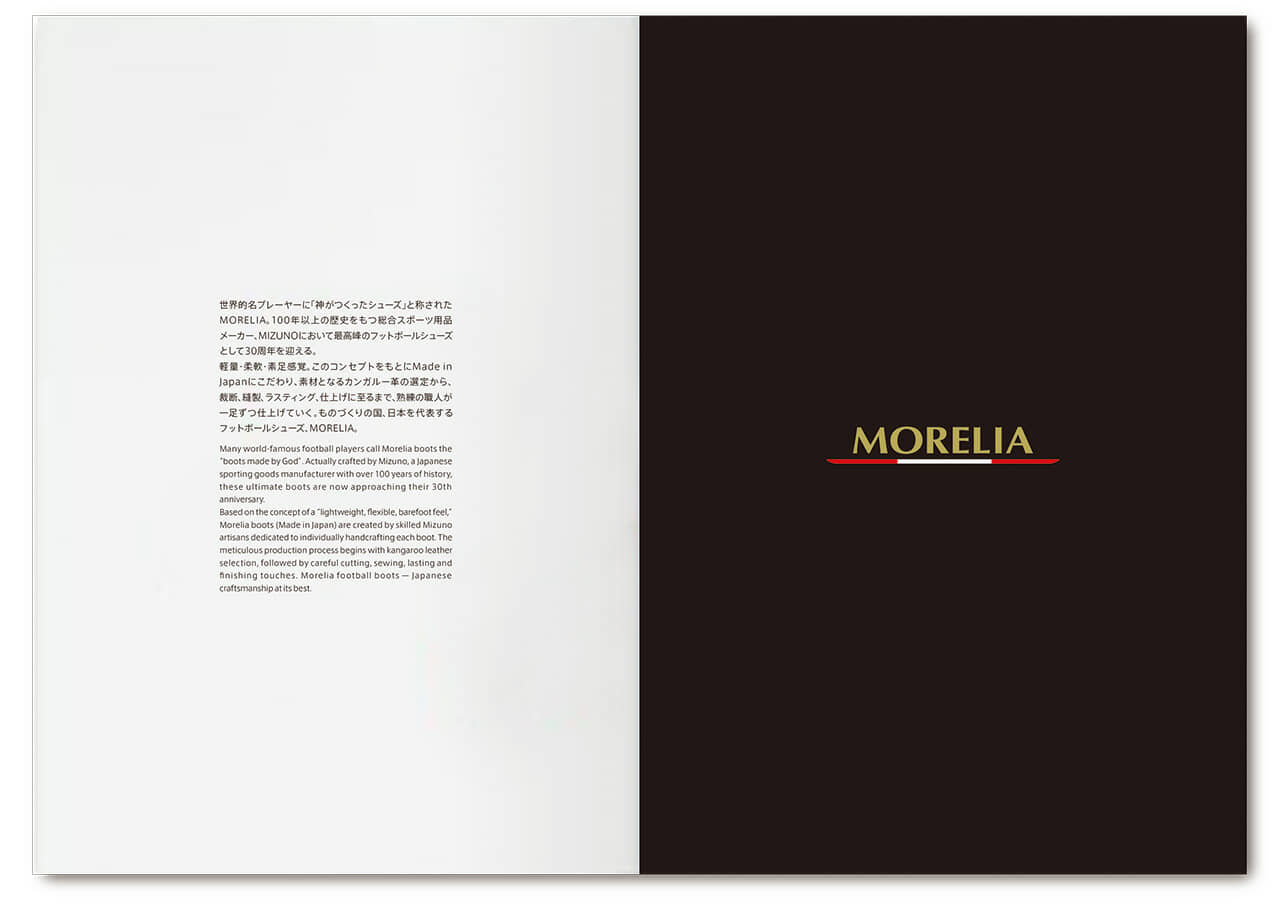 世界的名プレーヤーに「神がつくったシューズ」と称された
MORELIA。100年以上の歴史をもつ総合スポーツ用品
メーカー、MIZUNOにおいて最高峰のフットボールシューズ
として30周年を迎える。
軽量・柔軟・素足感覚。このコンセプトをもとにMade in
Japanにこだわり、素材となるカンガルー革の選定から、
裁断、縫製、ラスティング、仕上げに至るまで、熟練の職人が
一足ずつ仕上げていく。ものづくりの国、日本を代表する
フットボールシューズ、MORELIA。
Many world-famous football players call Morelia boots the
"boots made by God". Actually crafted by Mizuno, a Japanese
sporting goods manufacturer with over 100 years of history,
these ultimate boots are now approaching their 30th
anniversary.
Based on the concept of a "lightweight, flexible, barefoot feel,"
Morelia boots (Made in Japan) are created by skilled Mizuno
artisans dedicated to individually handcrafting each boot. The
meticulous production process begins with kangaroo leather
selection, followed by careful cutting, sewing, lasting and
finishing touches. Morelia football boots — Japanese
craftsmanship at its best.
MORELIA